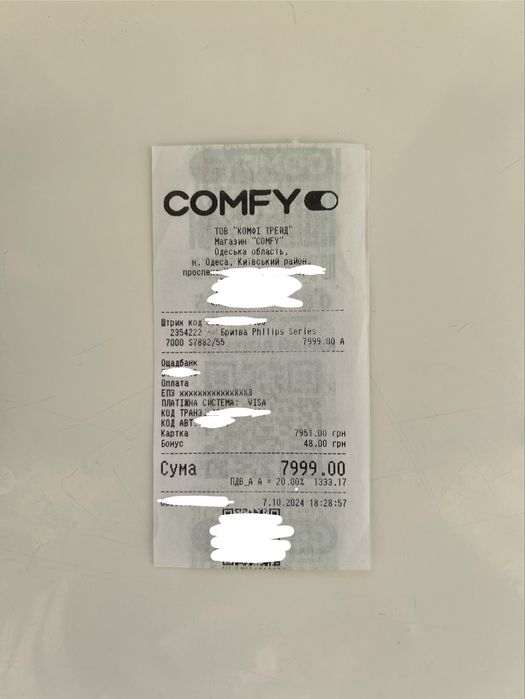 COMFY
ТОВ "КОМФІ ТРЕЙД"
Магазин "COMFY"
Одеська область,
м. Одеса, Київський район,
Штрих код
2354222 - Бритва Philips Series
7000 S7882/55 7999.00 А
Ощадбанк
Оплата
ЕПЗ
ПЛАТІЖНА СИСТЕМА: VISA
КОД ТРАНЗ.
КОД АВТ.
Картка 7951.00 грн
Бонус 48.00 грн
Сума 7999.00
ПДВ_А А = 20.00% 1333.17
7.10.2024 18:28:57